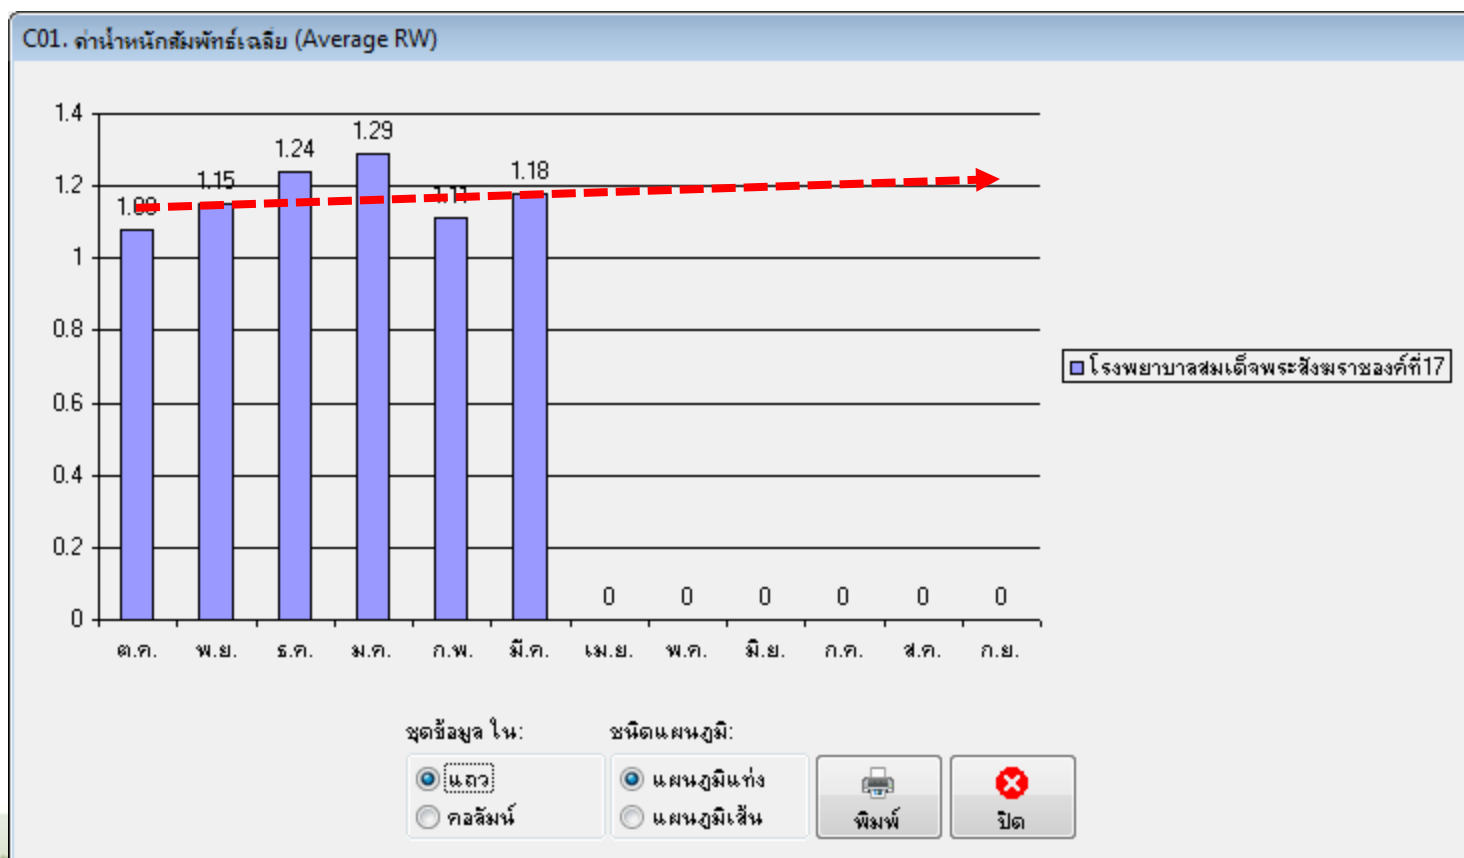 C01. ค่าน้ำหนักสัมพัทธ์เฉลี่ย (Average RW)
1.4
1.2
1
0.8
0.6
0.4
0.2
0
1.15
1.24
1.29
1.11
1.18
0 0 0 0 0 0
ต.ค. พ.ย. ธ.ค. ม.ค. ก.พ. มี.ค. เม.ย. พ.ค. มิ.ย. ก.ค. ส.ค. ก.ย.
โรงพยาบาลสมเด็จพระสังฆราชองค์ที่17
ชุดข้อมูล ใน:
แถว
คอลัมน์
ชนิดแผนภูมิ:
แผนภูมิแท่ง
แผนภูมิเส้น
พิมพ์
ปิด